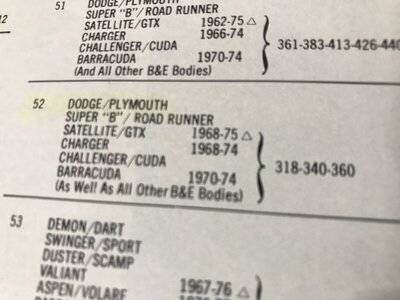 51 DODGE/PLYMOUTH
SUPER "B"/ROAD RUNNER
SATELLITE/GTX 1962-75 △
CHARGER 1966-74
CHALLENGER/CUDA
BARRACUDA 1970-74
(And All Other B&E Bodies)
361-383-413-426-440
52 DODGE/PLYMOUTH
SUPER "B"/ ROAD RUNNER
SATELLITE/GTX 1968-75 △
CHARGER 1968-74
CHALLENGER/CUDA
BARRACUDA 1970-74
(As Well As All Other B&E Bodies)
318-340-360
53 DEMON/DART
SWINGER/SPORT
DUSTER/SCAMP
VALIANT 1967-76 △
ASPEN/VOLARE